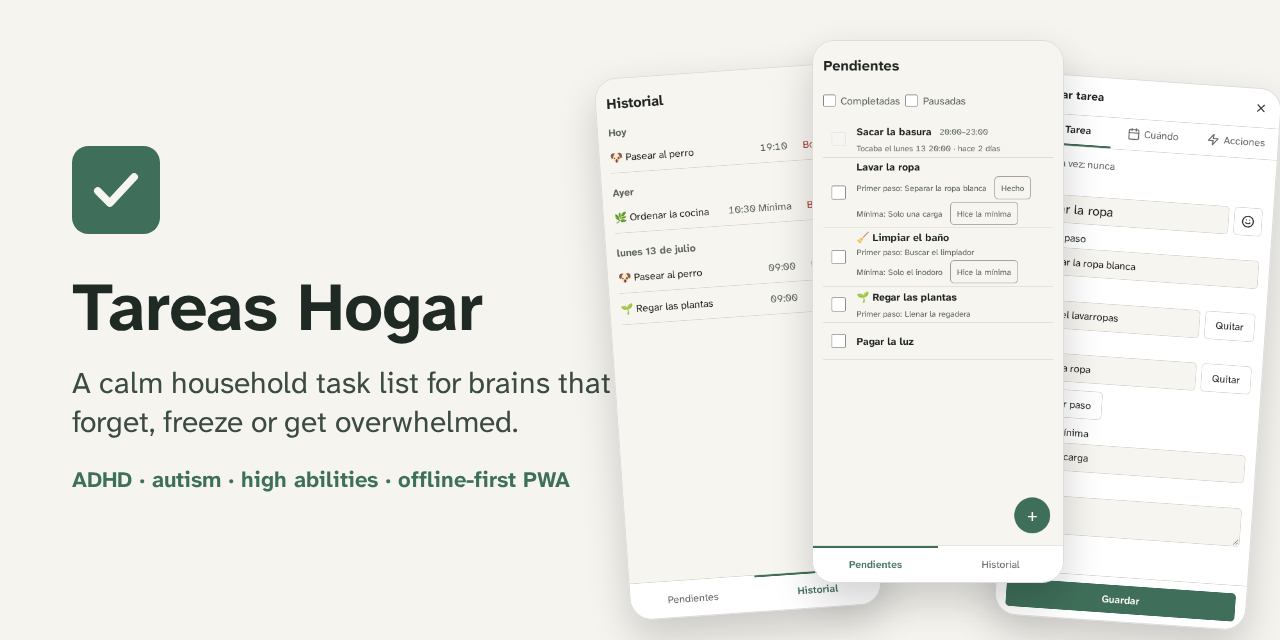 Tareas Hogar
A calm household task list for brains that
forget, freeze or get overwhelmed.
ADHD · autism · high abilities · offline-first PWA
Historial
Hoy
🐶 Pasear al perro 19:10
Ayer
🌿 Ordenar la cocina 10:30 Mínima
lunes 13 de julio
🐶 Pasear al perro 09:00
🌱 Regar las plantas 09:00
Pendientes Historial
Pendientes
Completadas Pausadas
Sacar la basura 20:00–23:00
Tocaba el lunes 13 20:00 · hace 2 días
Lavar la ropa
Primer paso: Separar la ropa blanca Hecho
Mínima: Solo una carga Hice la mínima
🧹 Limpiar el baño
Primer paso: Buscar el limpiador
Mínima: Solo el inodoro Hice la mínima
🌱 Regar las plantas
Primer paso: Llenar la regadera
Pagar la luz
+
Pendientes Historial
tarea
Tarea Cuándo Acciones
vez: nunca
la ropa
paso
la ropa blanca
el lavarropas Quitar
ropa Quitar
paso
carga
Guardar